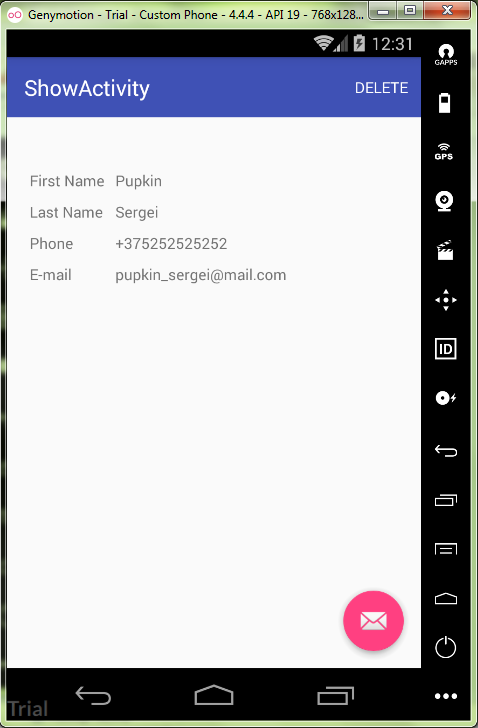 Genymotion - Trial - Custom Phone - 4.4.4 - API 19 - 768x128...
12:31
GAPPS
ShowActivity DELETE
GPS
First Name Pupkin
Last Name Sergei
Phone +375252525252
E-mail pupkin_sergei@mail.com
ID
Trial